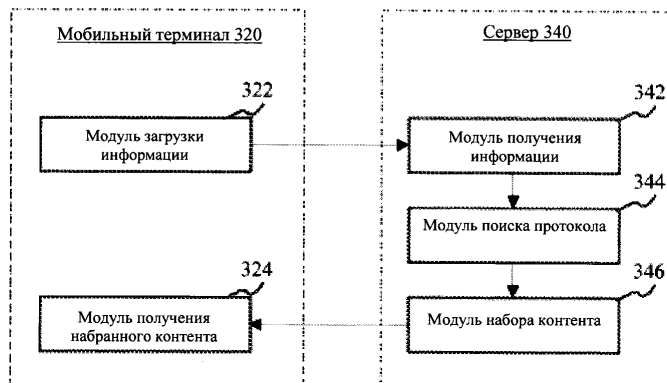 Мобильный терминал 320
Сервер 340
322
Модуль загрузки
информации
342
Модуль получения
информации
344
Модуль поиска протокола
324
Модуль получения
набранного контента
346
Модуль набора контента